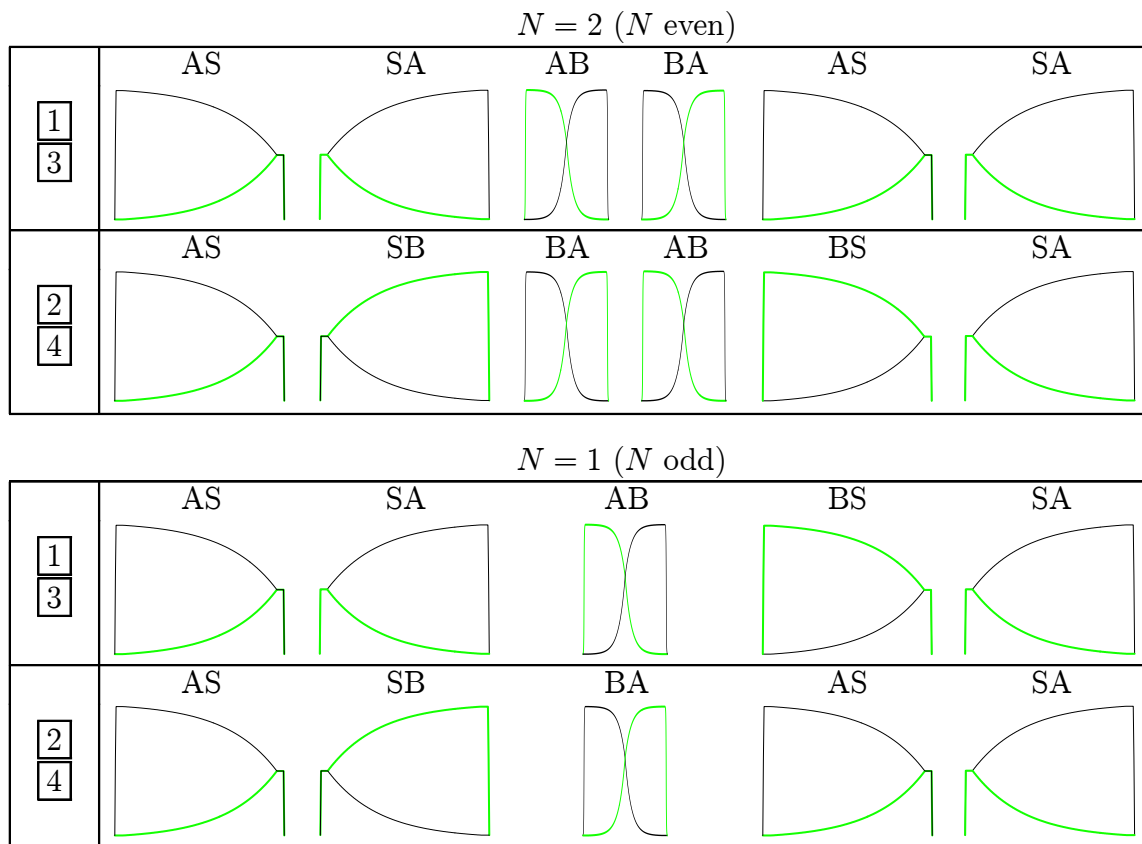 N = 2 (N even)
AS SA AB BA AS SA
1
3
AS SB BA AB BS SA
2
4
N = 1 (N odd)
AS SA AB BS SA
1
3
AS SB BA AS SA
2
4